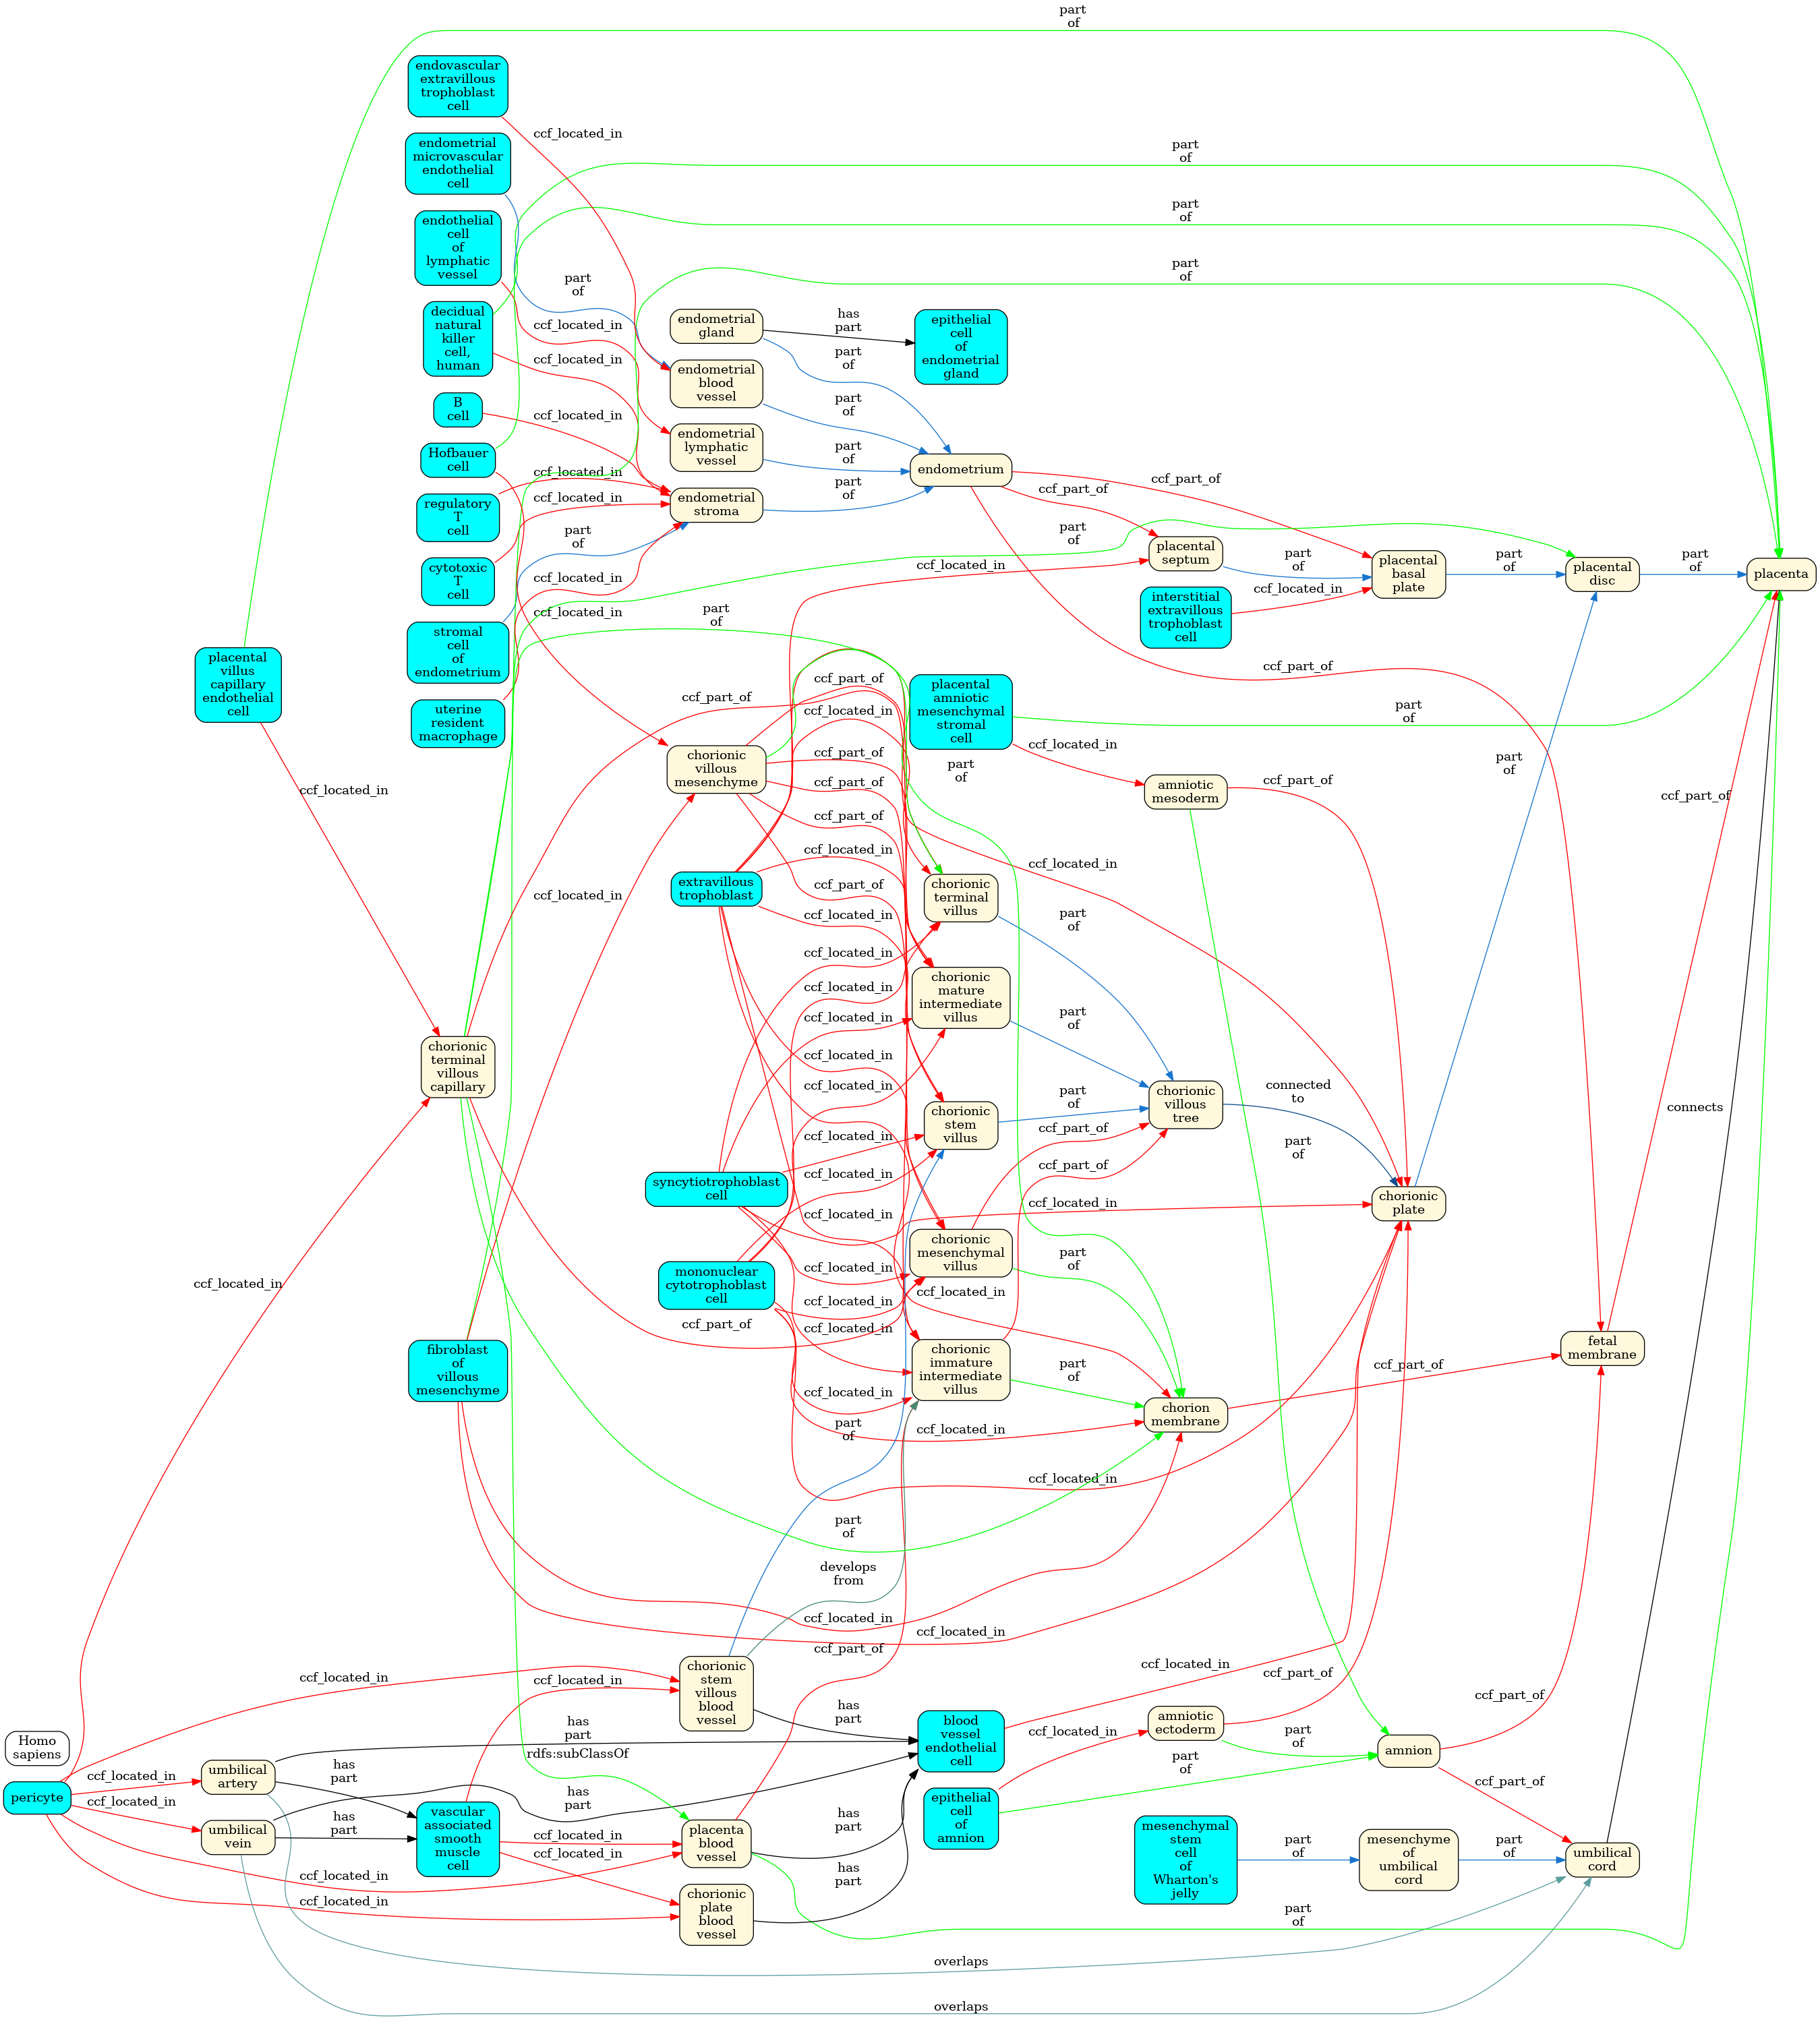 part
of
endovascular
extravillous
trophoblast
cell
ccf_located_in
endometrial
microvascular
endothelial
cell
part
of
endothelial
cell
of
lymphatic
vessel
part
of
part
of
part
of
decidual
natural
killer
cell,
human
ccf_located_in
ccf_located_in
endometrial
gland
has
part
epithelial
cell
of
endometrial
gland
part
of
endometrial
blood
vessel
part
of
B
cell
ccf_located_in
endometrial
lymphatic
vessel
part
of
Hofbauer
cell
ccf_located_in
endometrium
ccf_part_of
ccf_part_of
regulatory
T
cell
ccf_located_in
endometrial
stroma
part
of
cytotoxic
T
cell
part
of
part
of
placental
septum
part
of
placental
basal
plate
part
of
placental
disc
part
of
placenta
ccf_located_in
ccf_located_in
interstitial
extravillous
trophoblast
cell
ccf_located_in
stromal
cell
of
endometrium
ccf_located_in
part
of
ccf_part_of
placental
villus
capillary
endothelial
cell
uterine
resident
macrophage
ccf_part_of
ccf_part_of
placental
amniotic
mesenchymal
stromal
cell
part
of
ccf_located_in
ccf_located_in
chorionic
villous
mesenchyme
ccf_part_of
ccf_located_in
part
of
part
of
amniotic
mesoderm
ccf_part_of
ccf_part_of
ccf_part_of
ccf_located_in
ccf_part_of
extravillous
trophoblast
ccf_located_in
ccf_located_in
chorionic
terminal
villus
ccf_located_in
part
of
ccf_located_in
ccf_located_in
chorionic
mature
intermediate
villus
ccf_located_in
part
of
chorionic
terminal
villous
capillary
ccf_located_in
ccf_located_in
chorionic
stem
villus
part
of
chorionic
villous
tree
connected
to
ccf_located_in
ccf_part_of
part
of
syncytiotrophoblast
cell
ccf_located_in
ccf_part_of
chorionic
plate
ccf_located_in
ccf_located_in
chorionic
mesenchymal
villus
part
of
mononuclear
cytotrophoblast
cell
ccf_located_in
ccf_located_in
ccf_located_in
ccf_located_in
ccf_part_of
ccf_located_in
connects
fibroblast
of
villous
mesenchyme
chorionic
immature
intermediate
villus
part
of
fetal
membrane
ccf_part_of
ccf_located_in
chorion
membrane
ccf_part_of
part
of
ccf_located_in
ccf_located_in
part
of
develops
from
ccf_located_in
ccf_located_in
ccf_part_of
chorionic
stem
villous
blood
vessel
ccf_located_in
ccf_located_in
ccf_located_in
ccf_part_of
has
part
blood
vessel
endothelial
cell
ccf_located_in
amniotic
ectoderm
part
of
amnion
ccf_part_of
Homo
sapiens
has
part
rdfs:subClassOf
pericyte
ccf_located_in
umbilical
artery
has
part
has
part
part
of
ccf_part_of
ccf_located_in
umbilical
vein
has
part
vascular
associated
smooth
muscle
cell
ccf_located_in
placenta
blood
vessel
has
part
epithelial
cell
of
amnion
ccf_located_in
mesenchymal
stem
cell
of
Wharton's
jelly
part
of
mesenchyme
of
umbilical
cord
part
of
umbilical
cord
ccf_located_in
ccf_located_in
chorionic
plate
blood
vessel
has
part
part
of
overlaps
overlaps